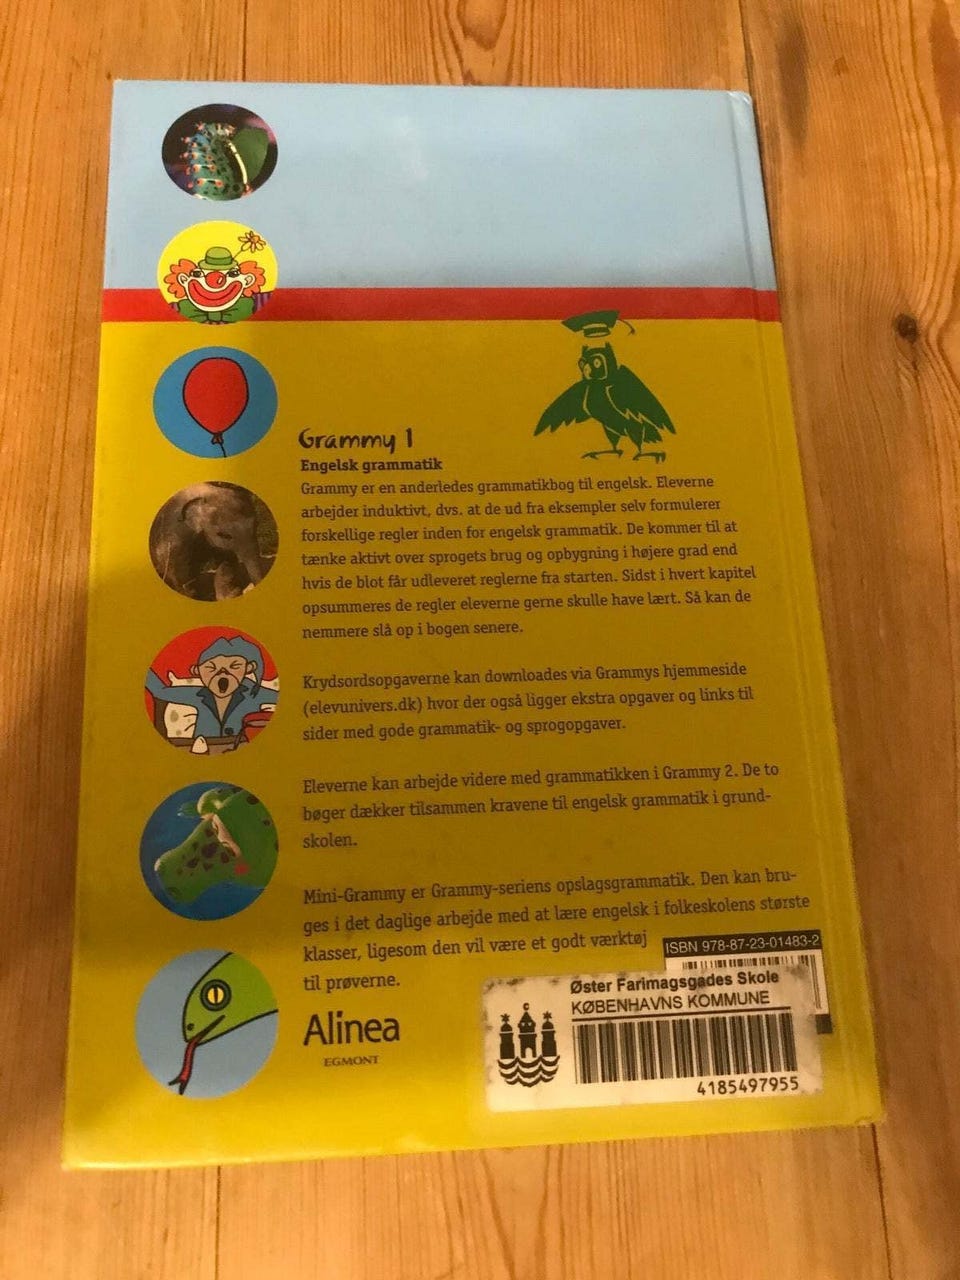 Grammy 1
Engelsk grammatik
Grammy er en anderledes grammatikbog til engelsk. Eleverne
arbejder induktivt, dvs. at de ud fra eksempler selv formulerer
forskellige regler inden for engelsk grammatik. De kommer til at
tænke aktivt over sprogets brug og opbygning i højere grad end
hvis de blot får udleveret reglerne fra starten. Sidst i hvert kapitel
opsummeres de regler eleverne gerne skulle have lært. Så kan de
nemmere slå op i bogen senere.
Krydsordsopgaverne kan downloades via Grammys hjemmeside
(elevunivers.dk) hvor der også ligger ekstra opgaver og links til
sider med gode grammatik- og sprogopgaver.
Eleverne kan arbejde videre med grammatikken i Grammy 2. De to
bøger dækker tilsammen kravene til engelsk grammatik i grund-
skolen.
Mini-Grammy er Grammy-seriens opslagsgrammatik. Den kan bru-
ges i det daglige arbejde med at lære engelsk i folkeskolens største
klasser, ligesom den vil være et godt værktøj
til prøverne.
ISBN 978-87-23-01483-2
Alinea
EGMONT
Øster Farimagsgades Skole
KØBENHAVNS KOMMUNE
4185497955